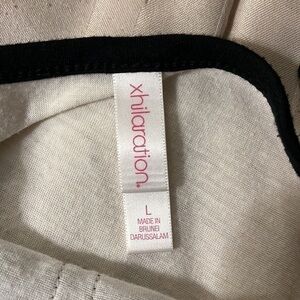 xhilaration.
L
MADE IN
BRUNEI
DARUSSALAM